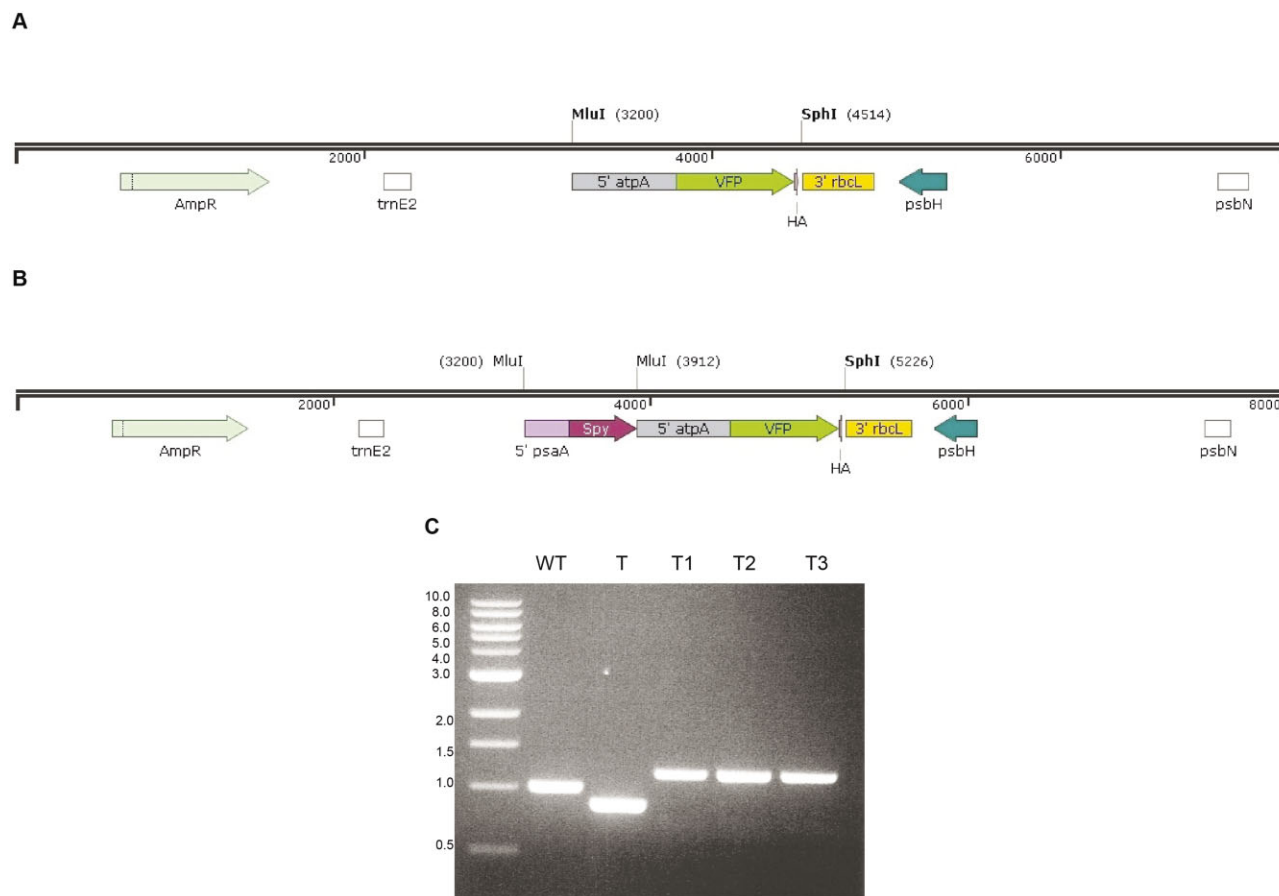 A
MluI (3200) SphI (4514)
2000 4000 6000
5' atpA VFP 3' rbcL
AmpR trnE2 HA psbH psbN
B
(3200) MluI MluI (3912) SphI (5226)
2000 4000 6000 8000
Spy 5' atpA VFP 3' rbcL
AmpR trnE2 5' psaA HA psbH psbN
C
WT T T1 T2 T3
10.0
8.0
6.0
5.0
4.0
3.0
2.0
1.5
1.0
0.5